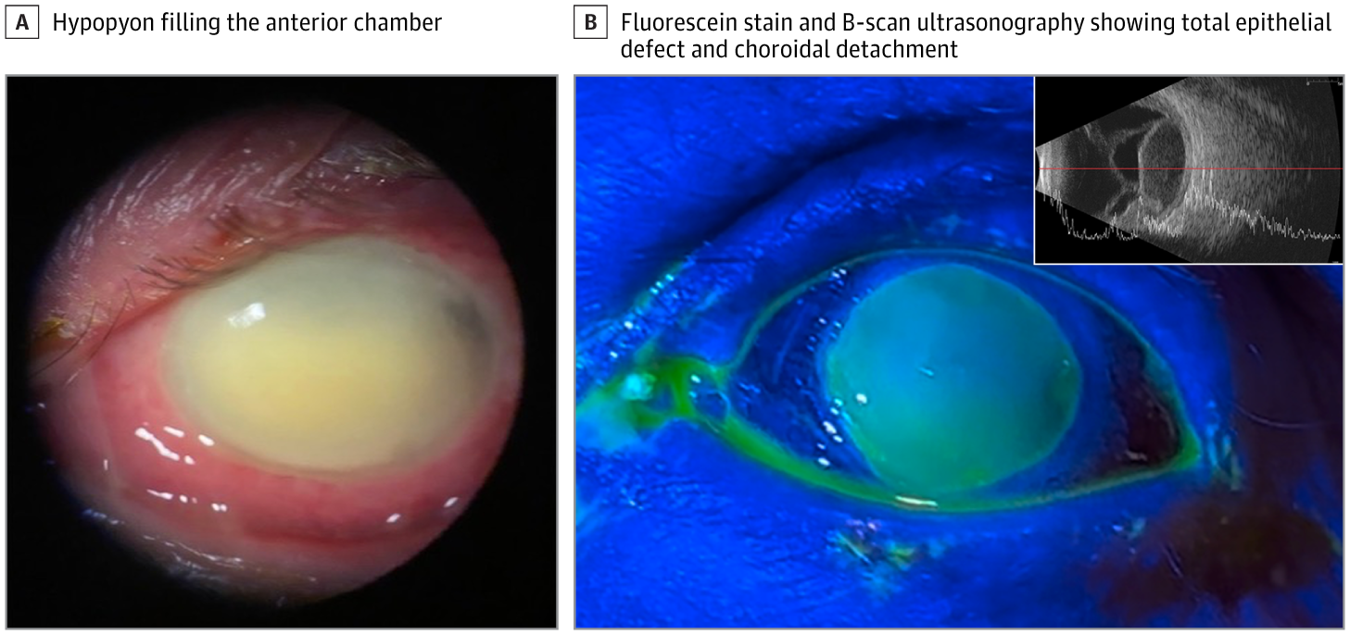 A Hypopyon filling the anterior chamber
B Fluorescein stain and B-scan ultrasonography showing total epithelial
defect and choroidal detachment